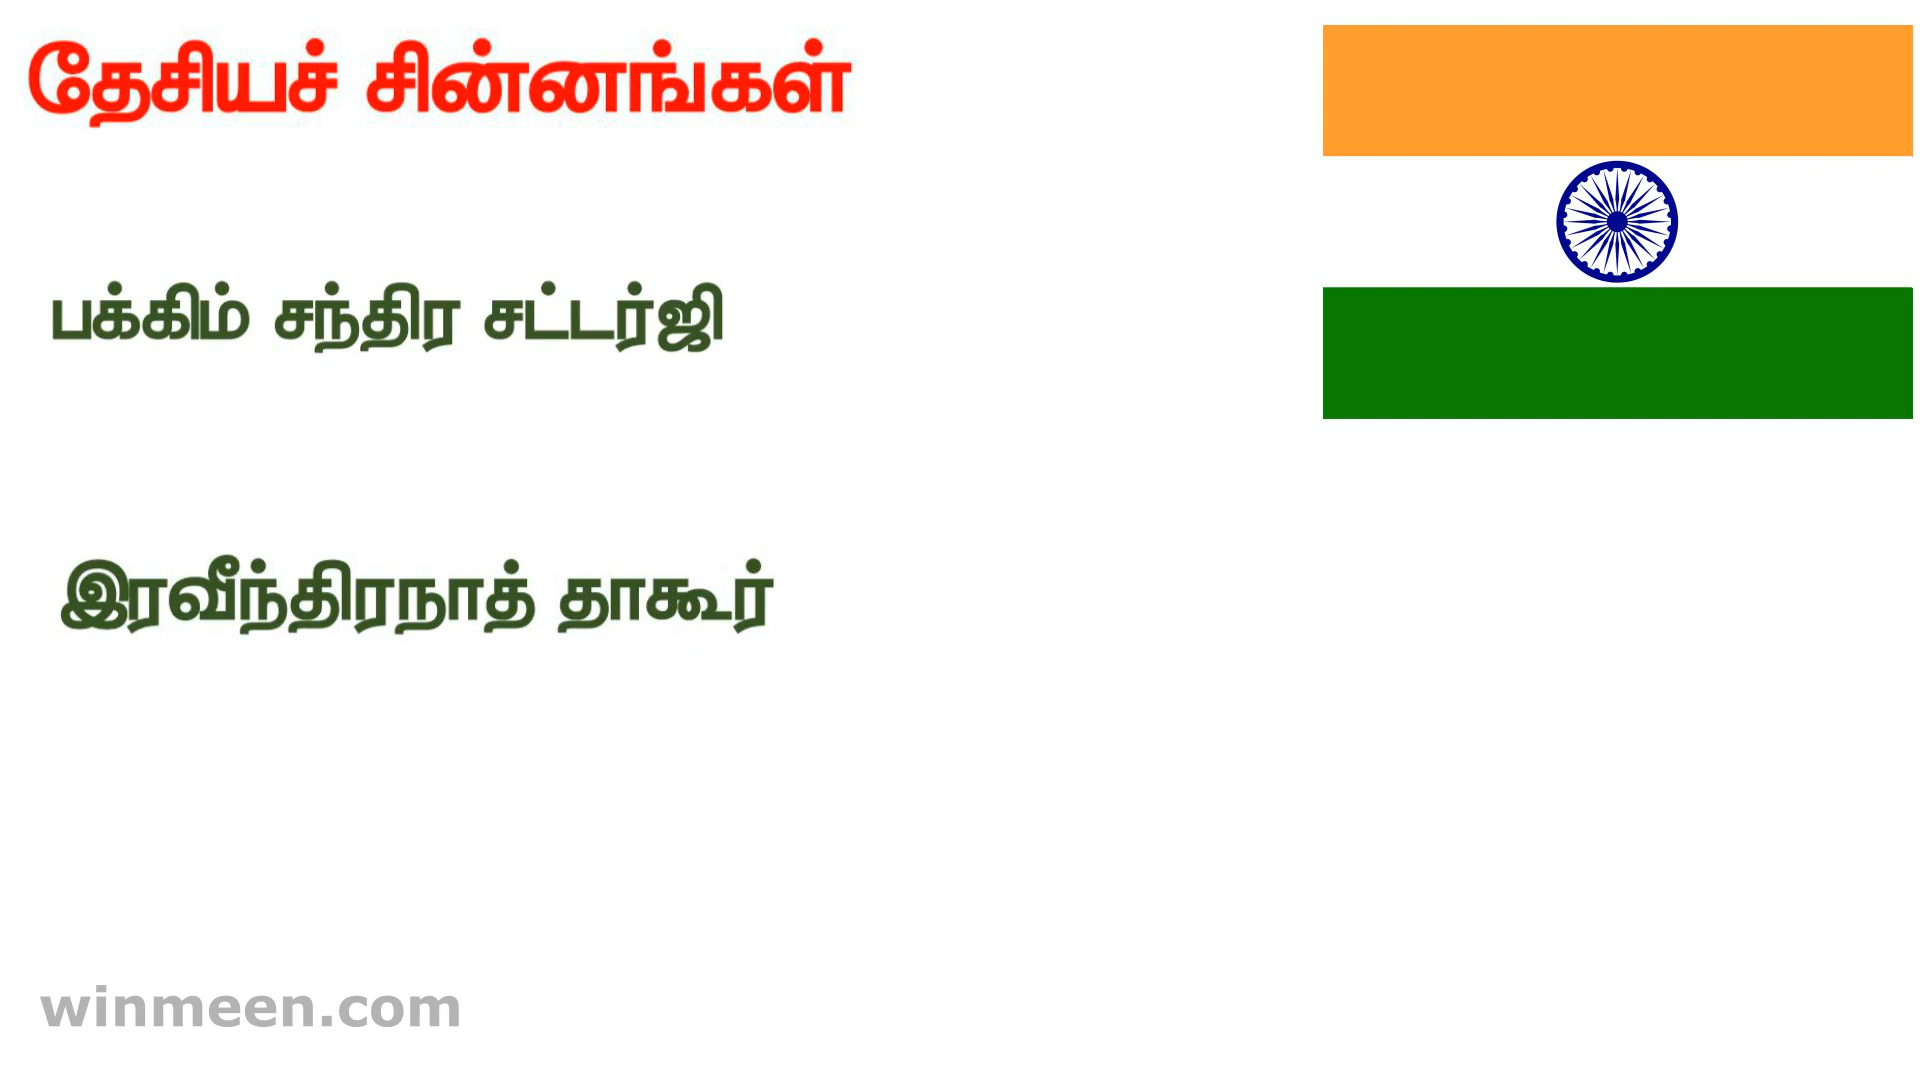 தேசியச் சின்னங்கள்
பக்கிம் சந்திர சட்டர்ஜி
இரவீந்திரநாத் தாகூர்
winmeen.com